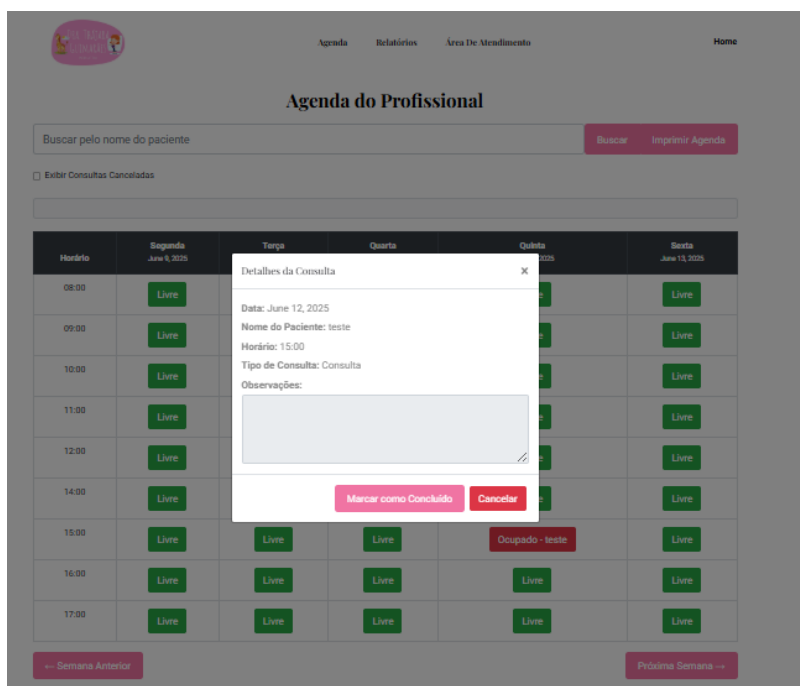 Agenda Relatórios Área De Atendimento Home
Agenda do Profissional
Buscar pelo nome do paciente Buscar Imprimir Agenda
Exibir Consultas Canceladas
Horário Segunda Terça Quarta Quinta Sexta
June 9, 2025 2025 June 13, 2025
Detalhes da Consulta ×
Data: June 12, 2025
Nome do Paciente: teste
Horário: 15:00
Tipo de Consulta: Consulta
Observações:
Marcar como Concluído Cancelar
08:00 Livre Livre
09:00 Livre Livre
10:00 Livre Livre
11:00 Livre Livre
12:00 Livre Livre
14:00 Livre Livre
15:00 Livre Livre Livre Ocupado - teste Livre
16:00 Livre Livre Livre Livre Livre
17:00 Livre Livre Livre Livre Livre
← Semana Anterior Próxima Semana →